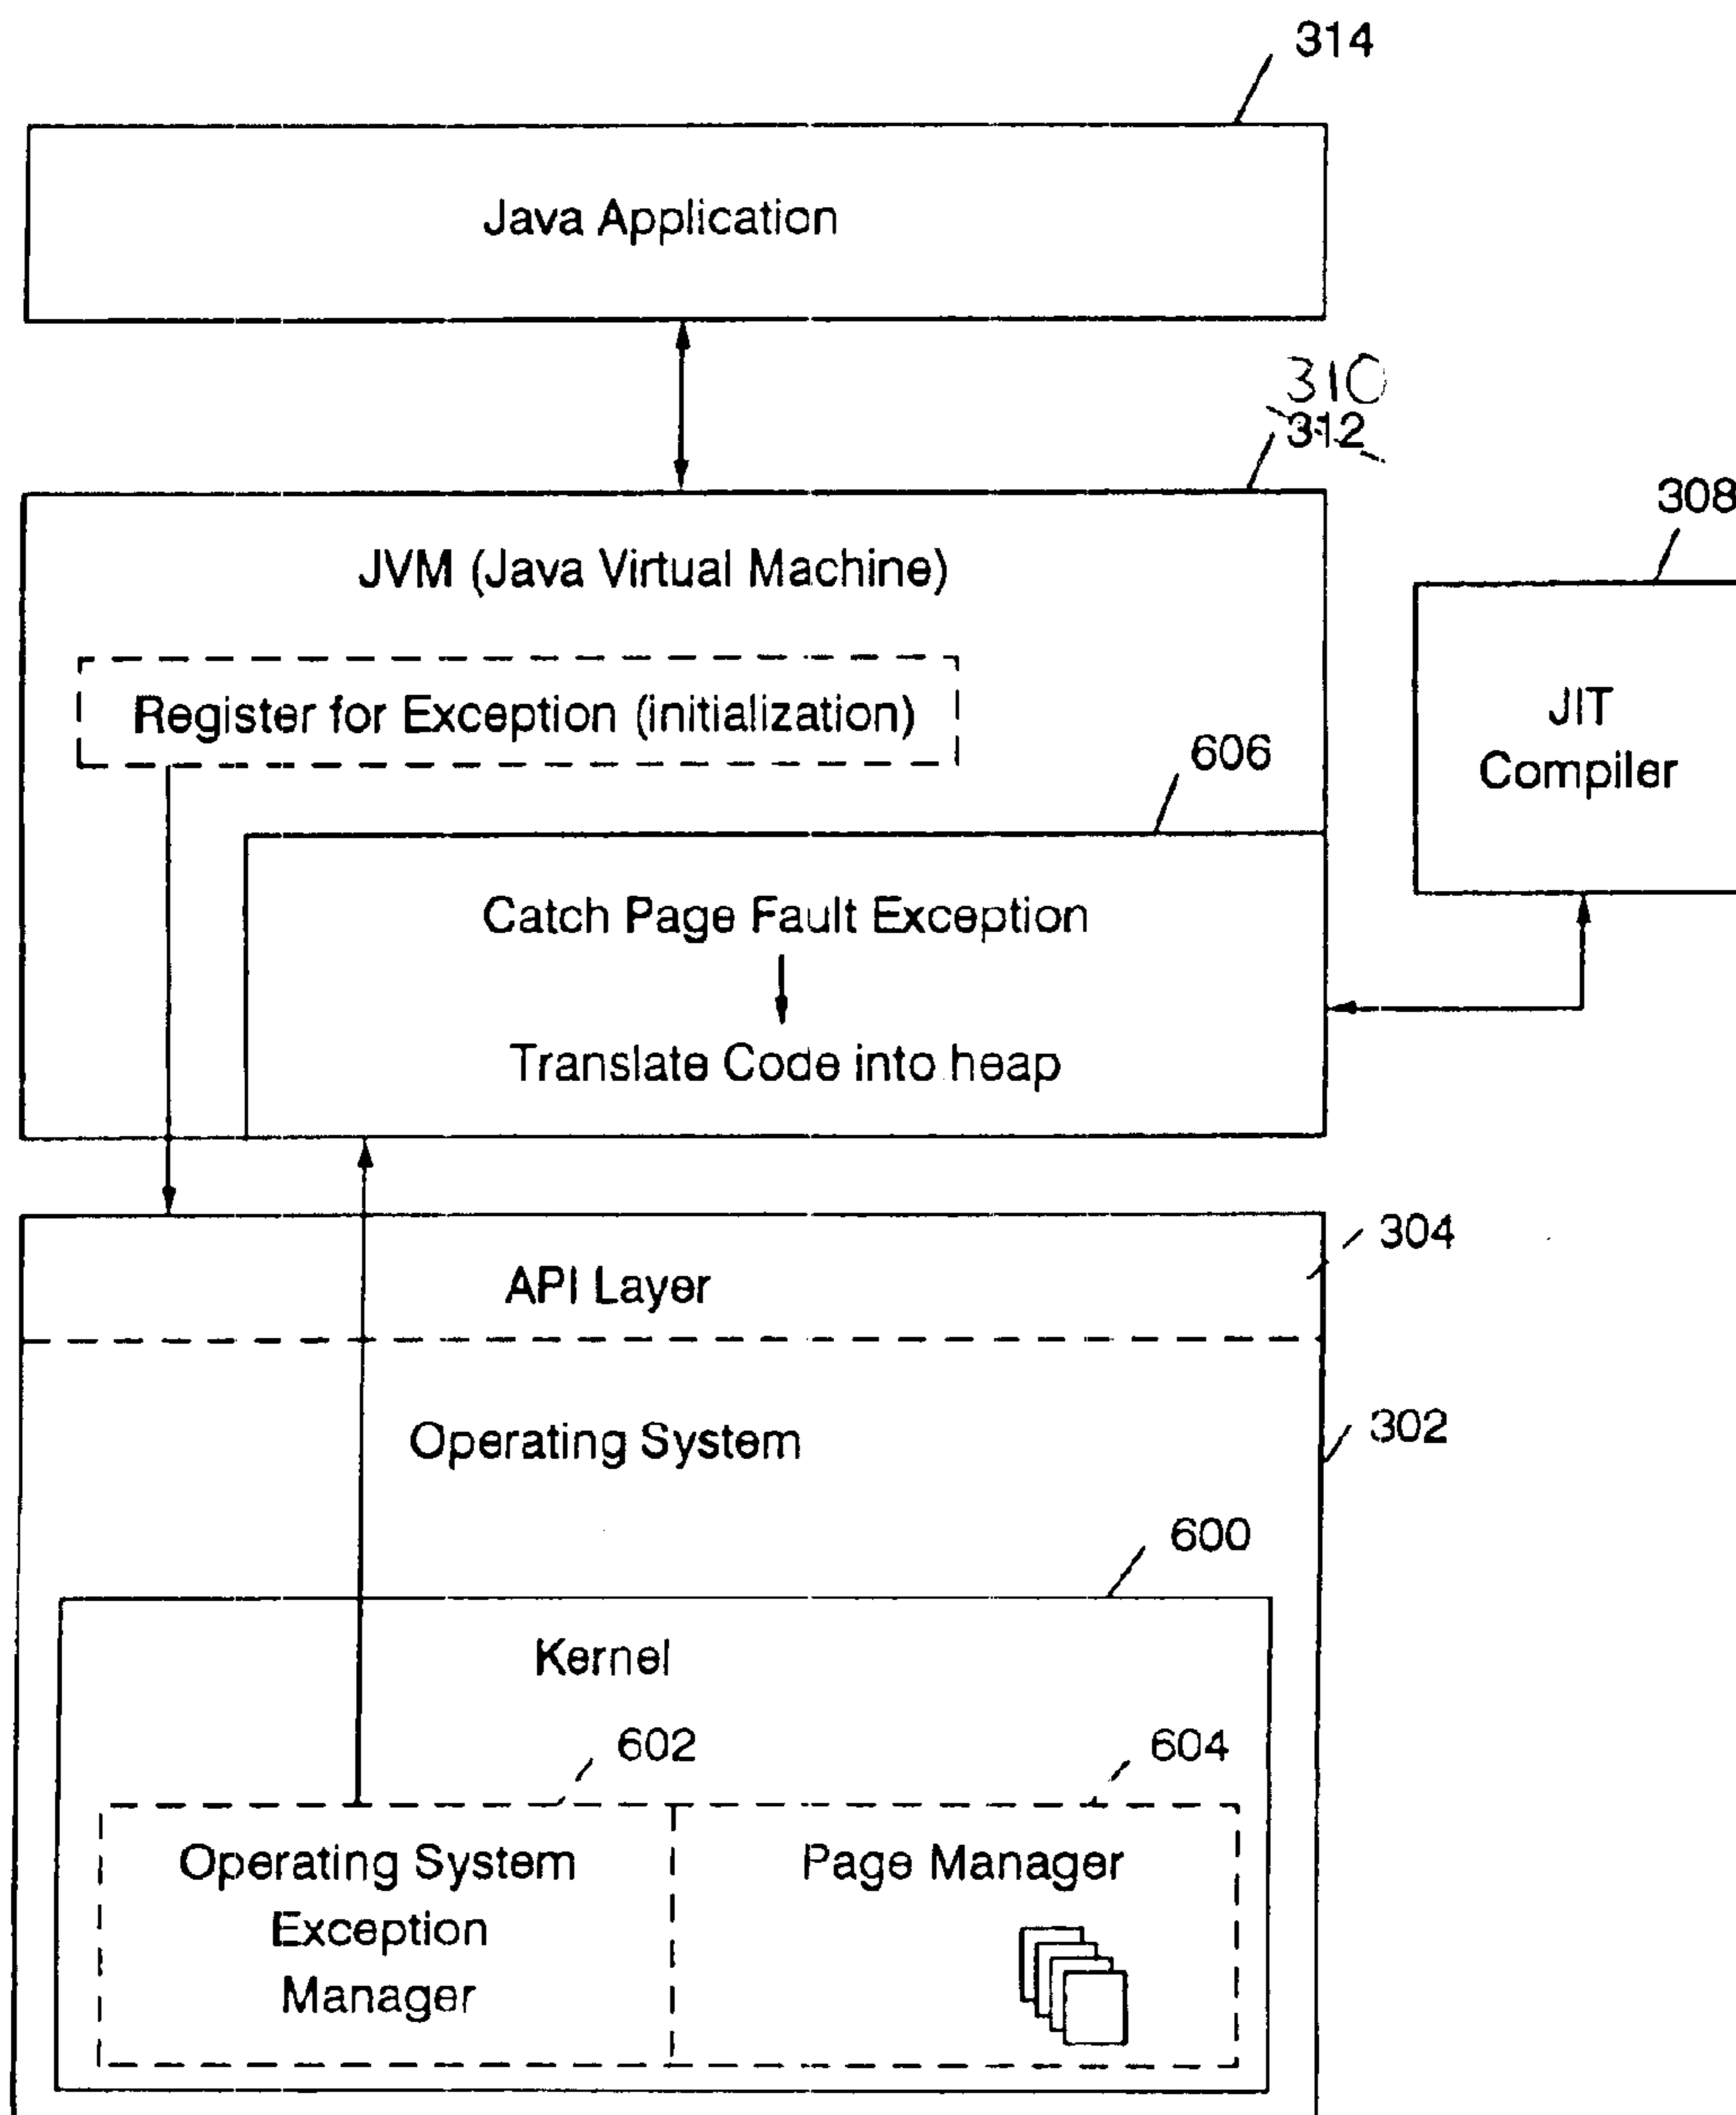 314
Java Application
310
312
JVM (Java Virtual Machine)
308
Register for Exception (initialization)
JIT
Compiler
606
Catch Page Fault Exception
Translate Code into heap
304
API Layer
302
Operating System
600
Kernel
602
604
Operating System
Exception
Manager
Page Manager